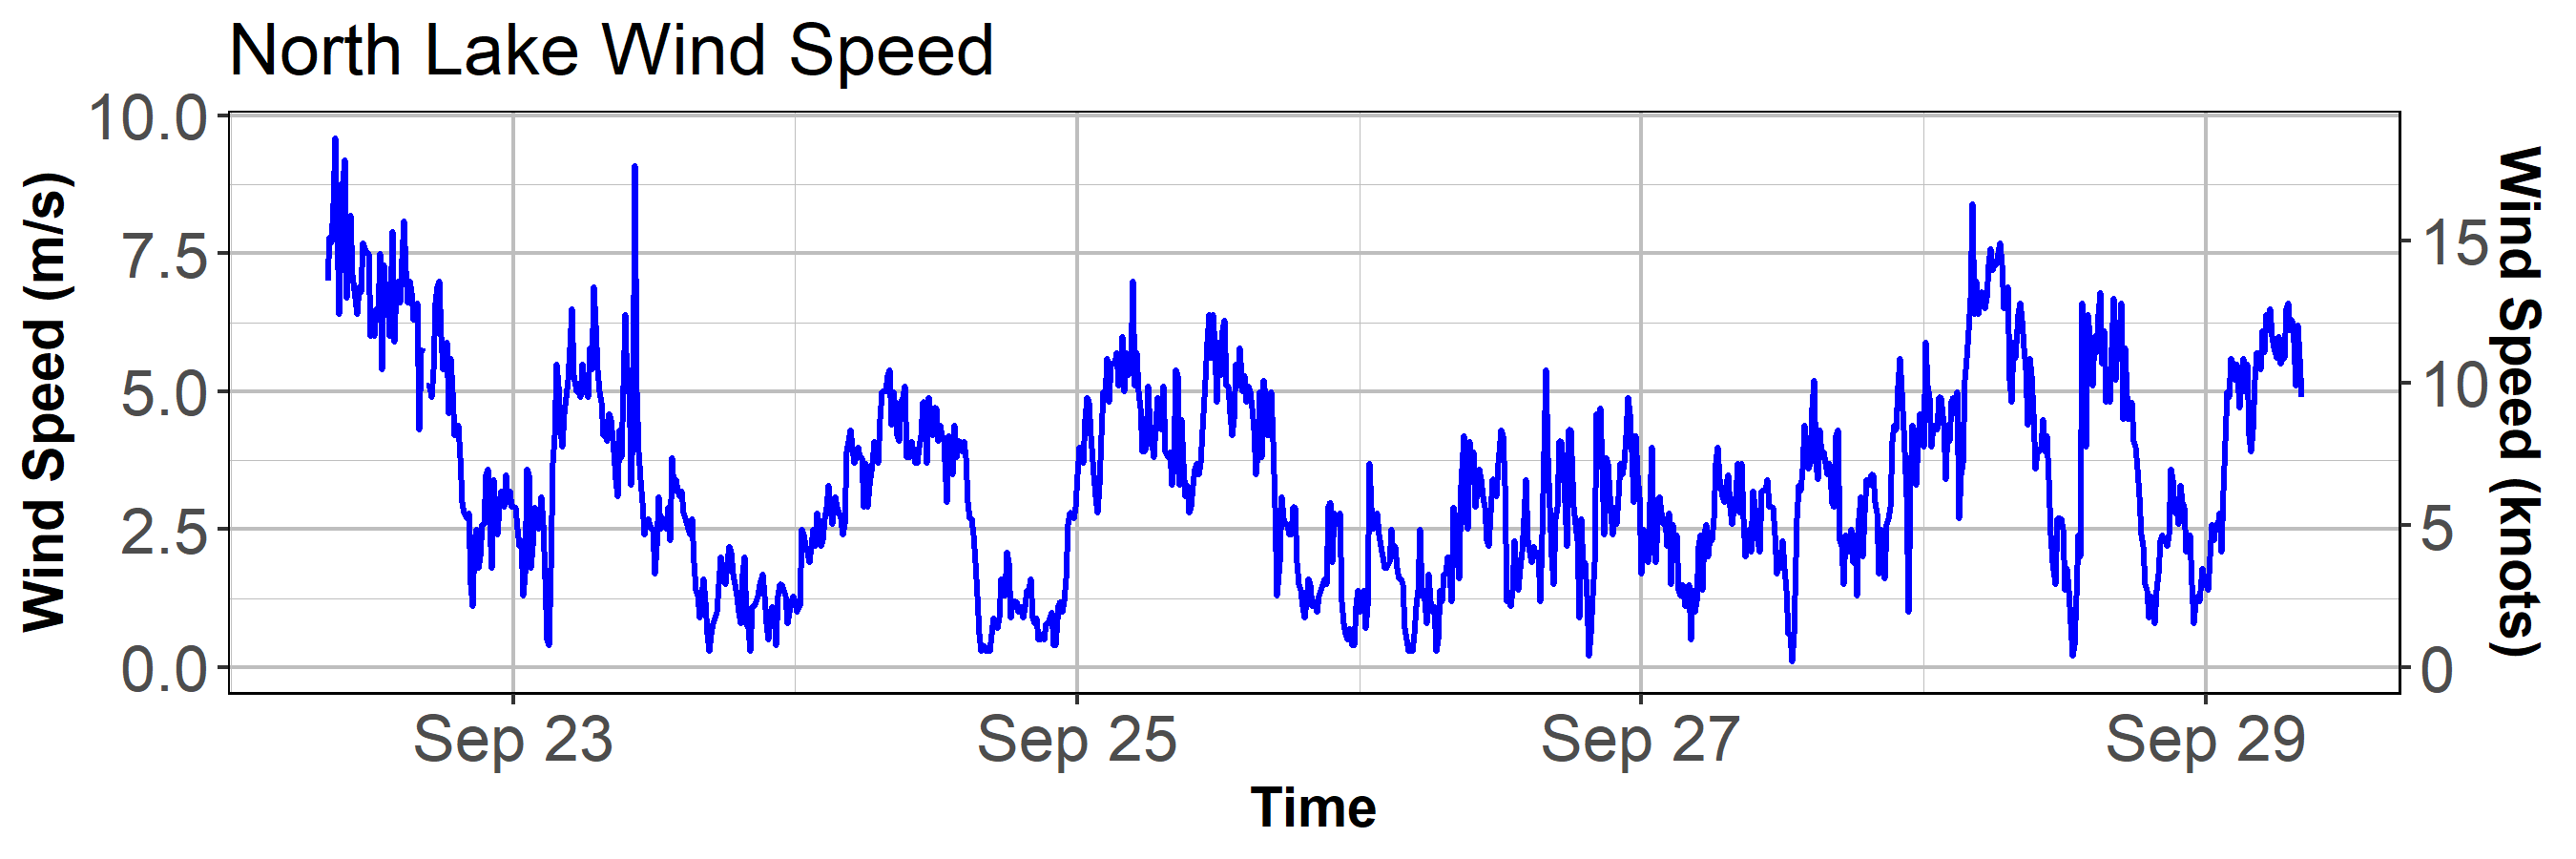 North Lake Wind Speed
Wind Speed (m/s)
10.0
7.5
5.0
2.5
0.0
Wind Speed (knots)
15
10
5
0
Sep 23
Sep 25
Sep 27
Sep 29
Time